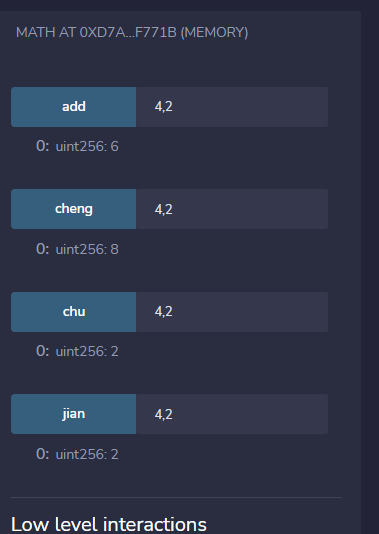 MATH AT 0XD7A...F771B (MEMORY)
add 4,2
0: uint256: 6
cheng 4,2
0: uint256: 8
chu 4,2
0: uint256: 2
jian 4,2
0: uint256: 2
Low level interactions